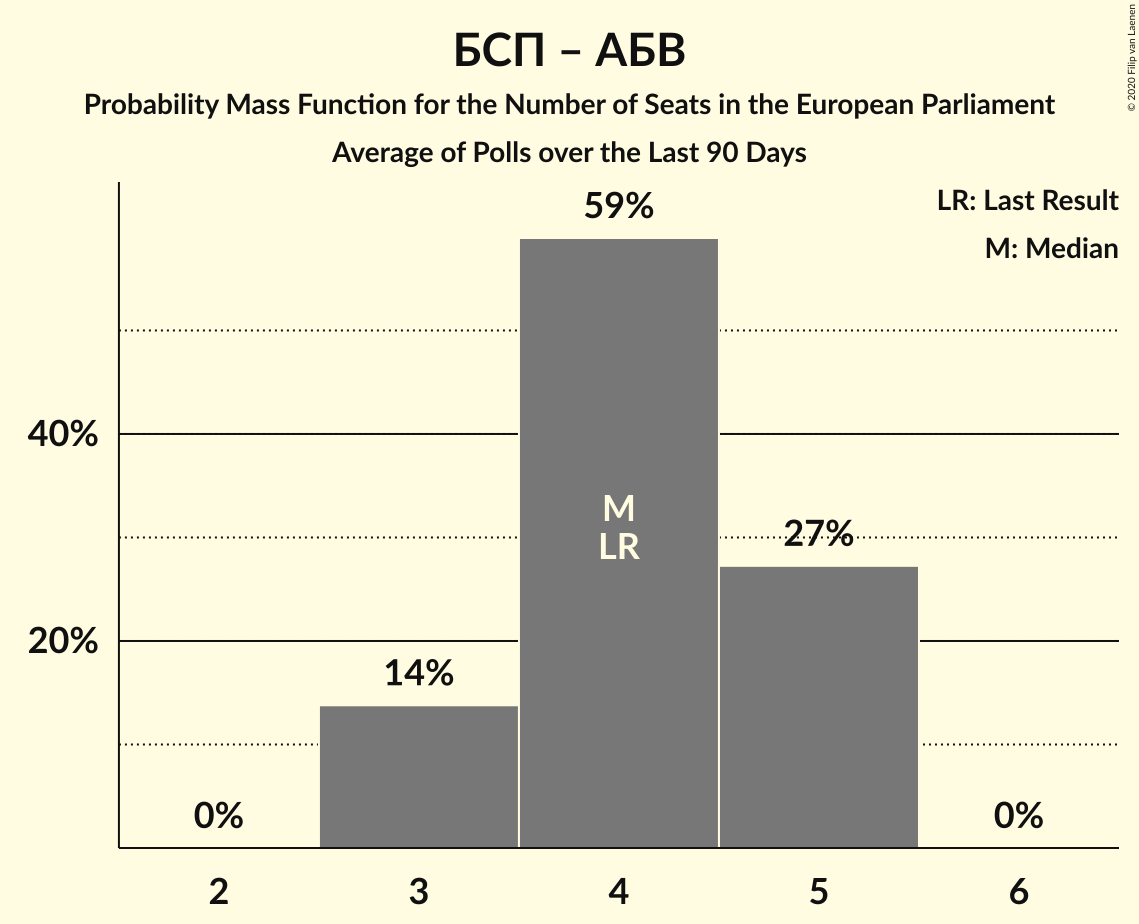 БСП – АБВ
Probability Mass Function for the Number of Seats in the European Parliament
Average of Polls over the Last 90 Days
© 2020 Filip van Laenen
LR: Last Result
M: Median
59%
40%
M
LR
27%
20%
14%
0%
0%
2 3 4 5 6